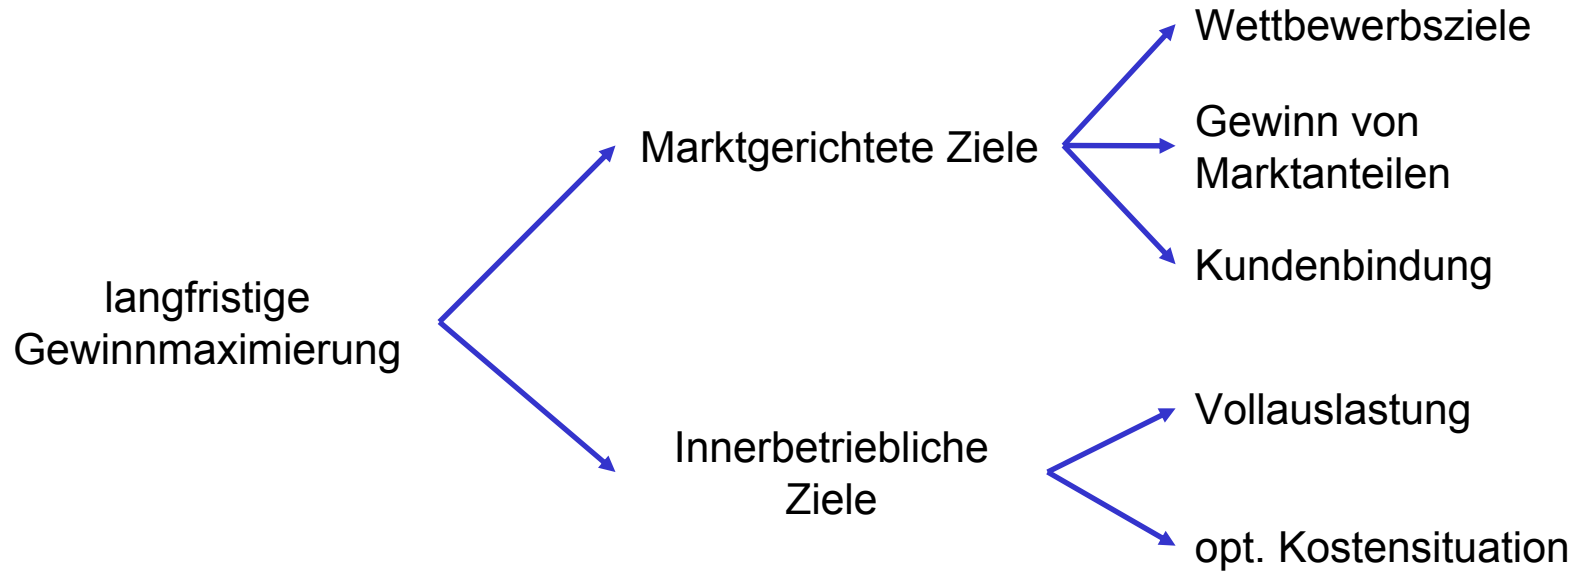 langfristige
Gewinnmaximierung
Marktgerichtete Ziele
Wettbewerbsziele
Gewinn von
Marktanteilen
Kundenbindung
Innerbetriebliche
Ziele
Vollauslastung
opt. Kostensituation